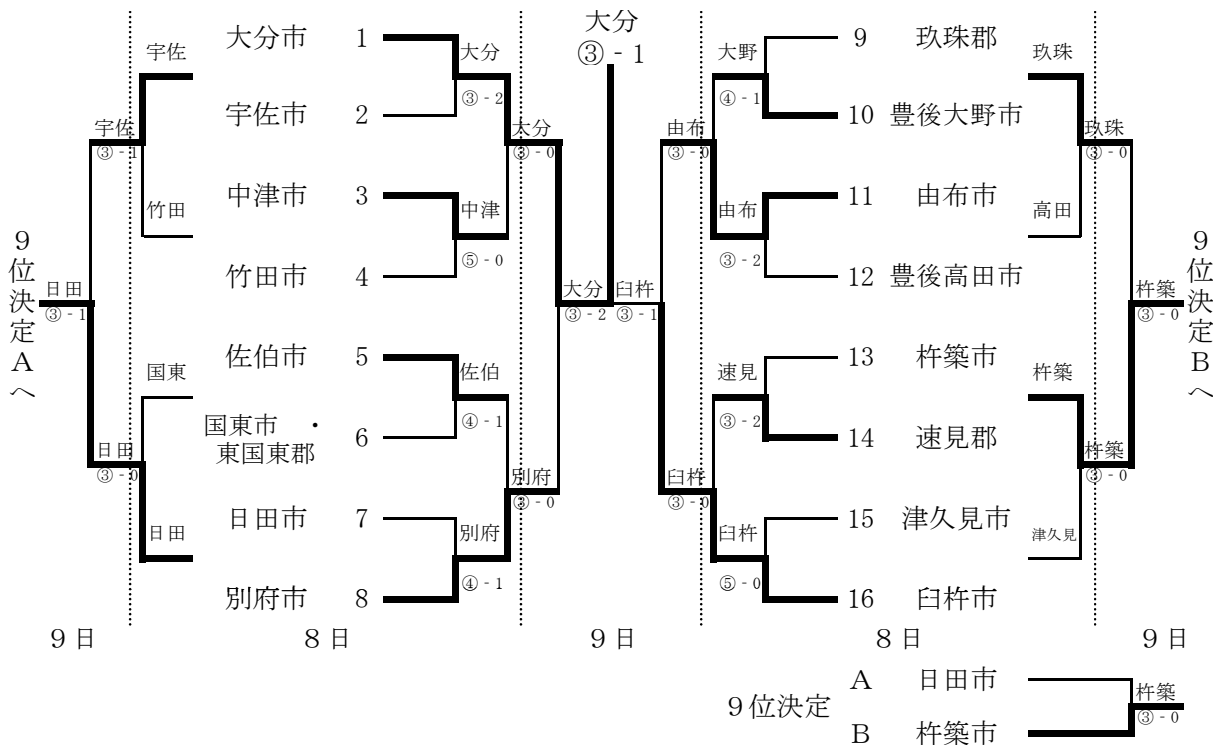 大分
③ - 1
宇佐
大分市 1
大分
大野
9 玖珠郡
玖珠
③ - 2
④ - 1
宇佐市 2
10 豊後大野市
宇佐
③ - 1
大分
③ - 0
由布
③ - 0
玖珠
③ - 0
中津市 3
11 由布市
竹田
中津
由布
高田
⑤ - 0
③ - 2
竹田市 4
12 豊後高田市
9位決定Aへ
日田
③ - 1
大分
③ - 2
臼杵
③ - 1
杵築
③ - 0
9位決定Bへ
佐伯市 5
13 杵築市
国東
佐伯
速見
杵築
④ - 1
③ - 2
国東市 ・
東国東郡 6
14 速見郡
日田
③ - 0
別府
③ - 0
臼杵
③ - 0
杵築
③ - 0
日田市 7
15 津久見市
日田
別府
臼杵
津久見
④ - 1
⑤ - 0
別府市 8
16 臼杵市
9日 8日 9日 8日 9日
9位決定
A 日田市
杵築
③ - 0
B 杵築市